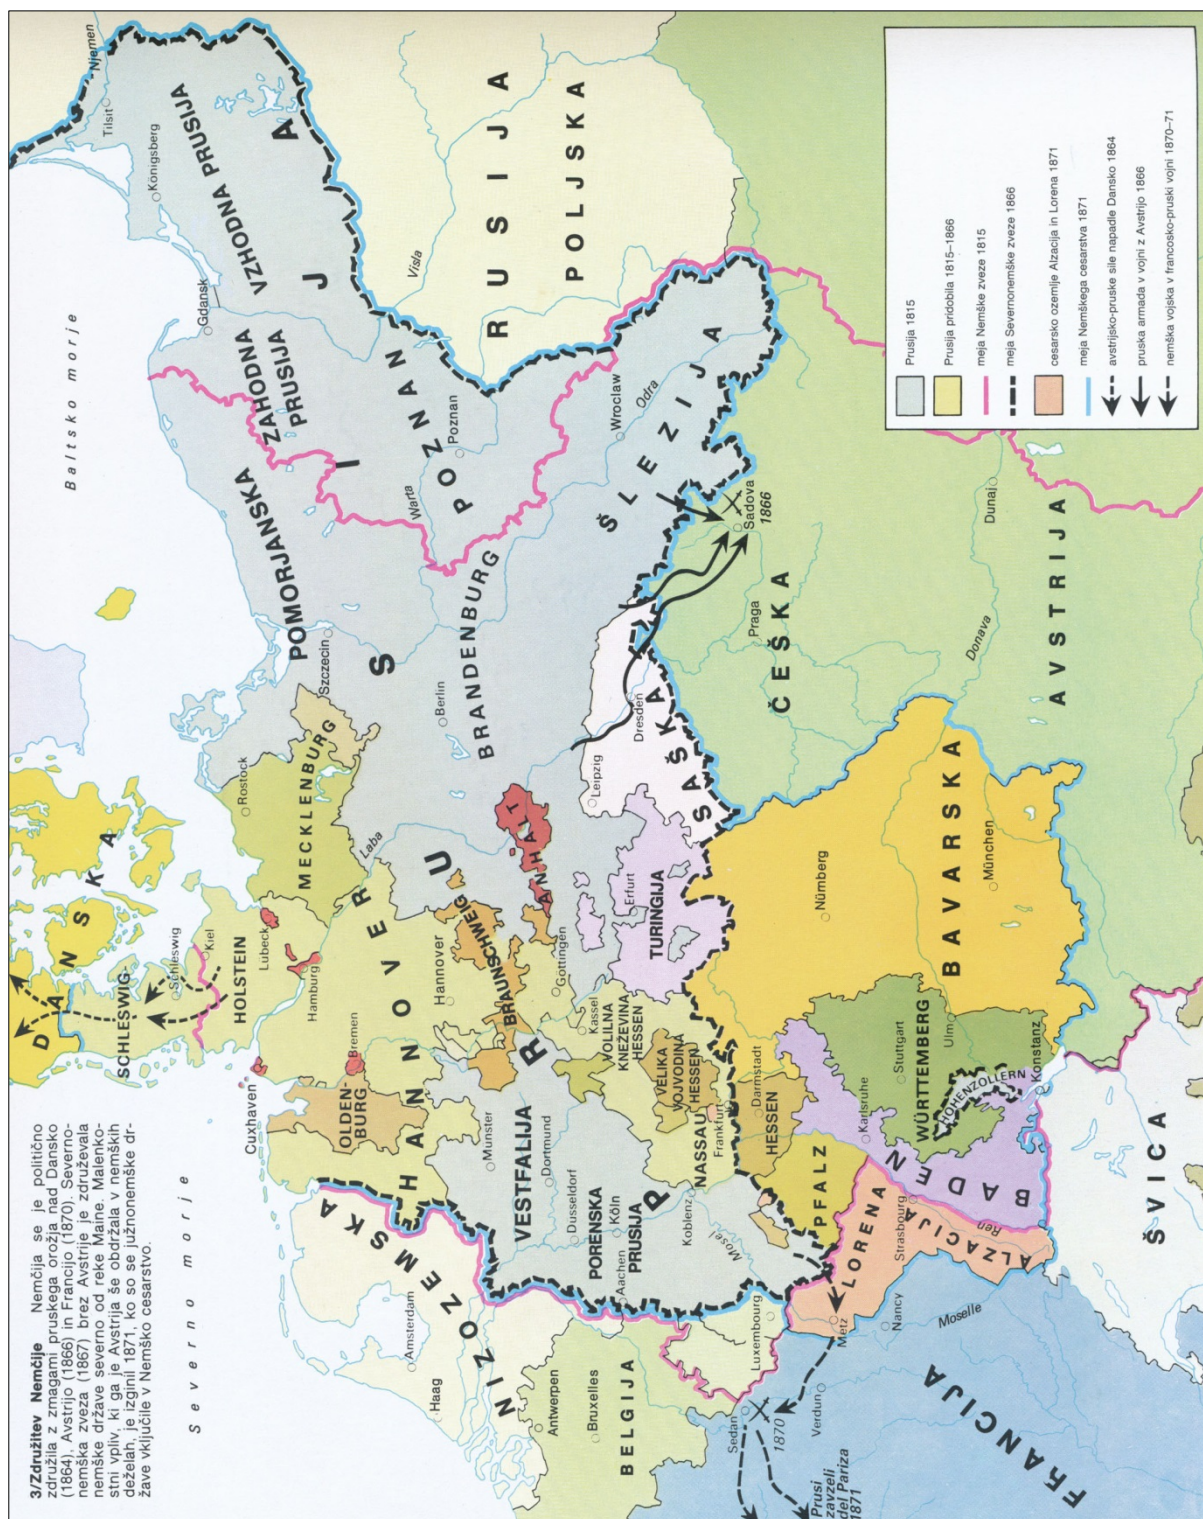 3/Združitev Nemčije Nemčija se je politično
združila z zmagami pruskega orožja nad Dansko
(1864), Avstrijo (1866) in Francijo (1870). Severno-
nemška zveza (1867) brez Avstrije je združevala
nemške države severno od reke Maine. Malenko-
stni vpliv, ki ga je Avstrija še obdržala v nemških
deželah, je izginil 1871, ko so se južnonemške dr-
žave vključile v Nemško cesarstvo.
Severno morje
Baltsko morje
DANSKA
SCHLESWIG-
HOLSTEIN
Schleswig
Kiel
Lubeck
Hamburg
Cuxhaven
Bremen
Rostock
MECKLENBURG
Szczecin
POMORJANSKA
ZAHODNA
PRUSIJA
Gdansk
VZHODNA PRUSIJA
Königsberg
Tilsit
Njemen
PRUSIJA
Visla
RUSIJA
POLJSKA
POZNAN
Poznan
Warta
BRANDENBURG
Berlin
Laba
HANNOVER
Hannover
OLDEN-
BURG
BRAUNSCHWEIG
ANHALT
Gottingen
NIZOZEMSKA
Amsterdam
Haag
Antwerpen
Bruxelles
BELGIJA
VESTFALIJA
Munster
Dortmund
Dusseldorf
Köln
Aachen
PORENSKA
PRUSIJA
Koblenz
Mosel
Kassel
VOLILNA
KNEŽEVINA
HESSEN
VELIKA
VOJVODINA
HESSEN
NASSAU
Frankfurt
Darmstadt
HESSEN
TURINGIJA
Erfurt
Leipzig
Dresden
SAŠKA
ŠLEZIJA
Wroclaw
Odra
Sadova
1866
Praga
ČEŠKA
Luxembourg
Sedan
1870
Verdun
Prusi
zavzeli
del Pariza
1871
FRANCIJA
Metz
Nancy
Moselle
LORENA
ALZACIJA
Strasbourg
Ren
PFALZ
BADEN
Karlsruhe
WÜRTTEMBERG
Stuttgart
Ulm
HOHENZOLLERN
Konstanz
ŠVICA
BAVARSKA
Nürnberg
München
Donava
Dunaj
AVSTRIJA
Prusija 1815
Prusija pridobila 1815–1866
meja Nemške zveze 1815
meja Severnonemške zveze 1866
cesarsko ozemlje Alzacija in Lorena 1871
meja Nemškega cesarstva 1871
avstrijsko-pruske sile napadle Dansko 1864
pruska armada v vojni z Avstrijo 1866
nemška vojska v francosko-pruski vojni 1870–71